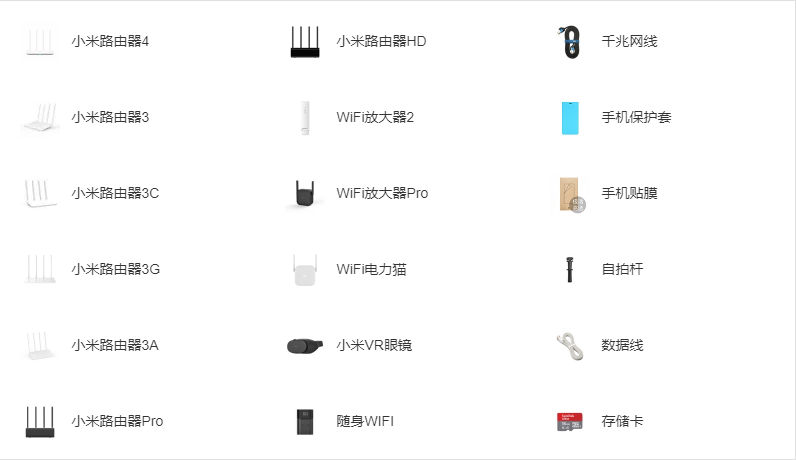 小米路由器4
小米路由器3
小米路由器3C
小米路由器3G
小米路由器3A
小米路由器Pro
小米路由器HD
WiFi放大器2
WiFi放大器Pro
WiFi电力猫
小米VR眼镜
随身WIFI
千兆网线
手机保护套
手机贴膜
自拍杆
数据线
存储卡